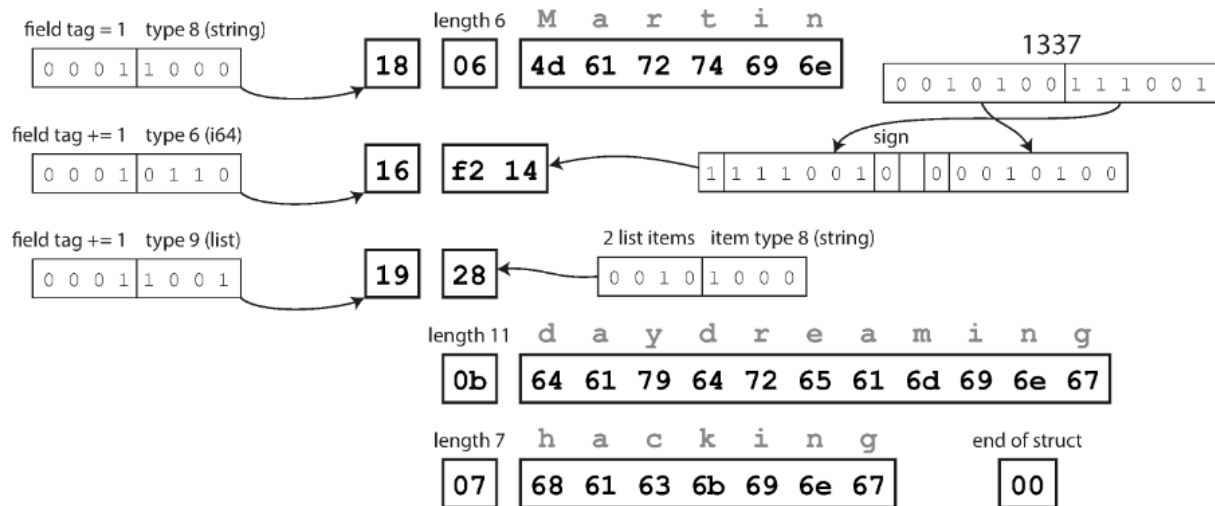 field tag = 1 type 8 (string)
0 0 0 1 1 0 0 0
18
length 6
06
M a r t i n
4d 61 72 74 69 6e
1337
0 0 1 0 1 0 0 1 1 1 0 0 1
field tag += 1 type 6 (i64)
0 0 0 1 0 1 1 0
16
f2 14
sign
1 1 1 1 0 0 1 0 0 0 0 1 0 1 0 0
field tag += 1 type 9 (list)
0 0 0 1 1 0 0 1
19
28
2 list items item type 8 (string)
0 0 1 0 1 0 0 0
length 11
0b
d a y d r e a m i n g
64 61 79 64 72 65 61 6d 69 6e 67
length 7
07
h a c k i n g
68 61 63 6b 69 6e 67
end of struct
00